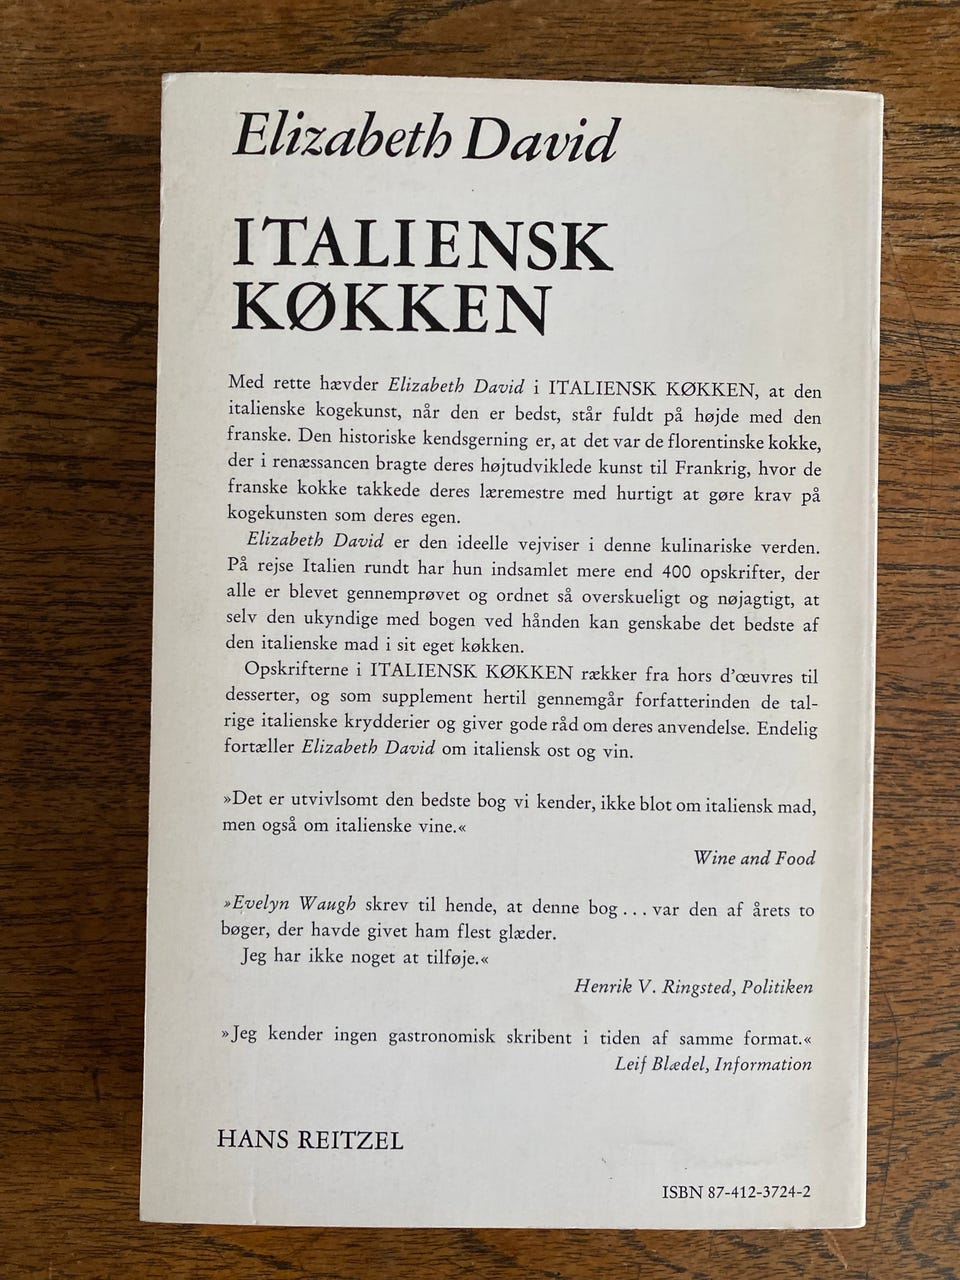 Elizabeth David
ITALIENSK
KØKKEN
Med rette hævder Elizabeth David i ITALIENSK KØKKEN, at den
italienske kogekunst, når den er bedst, står fuldt på højde med den
franske. Den historiske kendsgerning er, at det var de florentinske kokke,
der i renæssancen bragte deres højtudviklede kunst til Frankrig, hvor de
franske kokke takkede deres læremestre med hurtigt at gøre krav på
kogekunsten som deres egen.
Elizabeth David er den ideelle vejviser i denne kulinariske verden.
På rejse Italien rundt har hun indsamlet mere end 400 opskrifter, der
alle er blevet gennemprøvet og ordnet så overskueligt og nøjagtigt, at
selv den ukyndige med bogen ved hånden kan genskabe det bedste af
den italienske mad i sit eget køkken.
Opskrifterne i ITALIENSK KØKKEN rækker fra hors d'œuvres til
desserter, og som supplement hertil gennemgår forfatterinden de tal-
rige italienske krydderier og giver gode råd om deres anvendelse. Endelig
fortæller Elizabeth David om italiensk ost og vin.
»Det er utvivlsomt den bedste bog vi kender, ikke blot om italiensk mad,
men også om italienske vine.«
Wine and Food
»Evelyn Waugh skrev til hende, at denne bog ... var den af årets to
bøger, der havde givet ham flest glæder.
Jeg har ikke noget at tilføje.«
Henrik V. Ringsted, Politiken
»Jeg kender ingen gastronomisk skribent i tiden af samme format.«
Leif Blædel, Information
HANS REITZEL
ISBN 87-412-3724-2